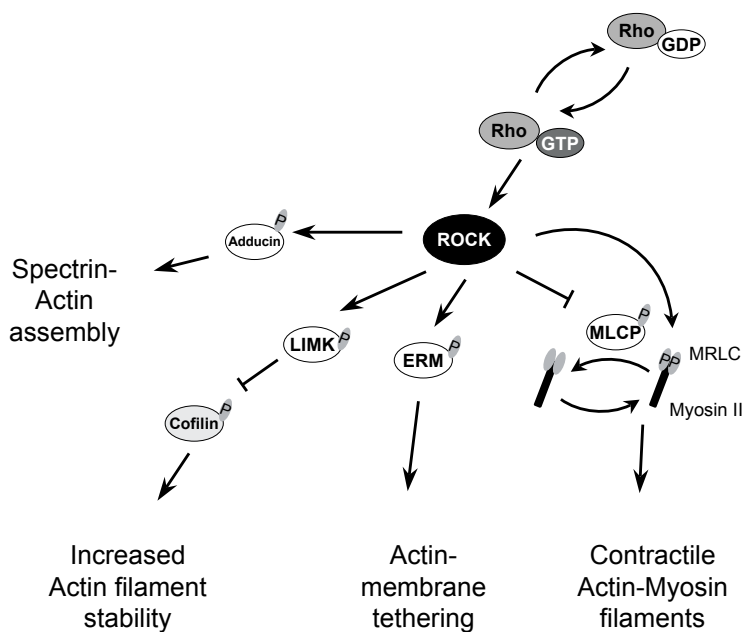 Rho
GDP
Rho
GTP
P
Adducin
ROCK
Spectrin-
Actin
assembly
P
MLCP
P
LIMK
P
ERM
PP
MRLC
Myosin II
P
Cofilin
Increased
Actin filament
stability
Actin-
membrane
tethering
Contractile
Actin-Myosin
filaments